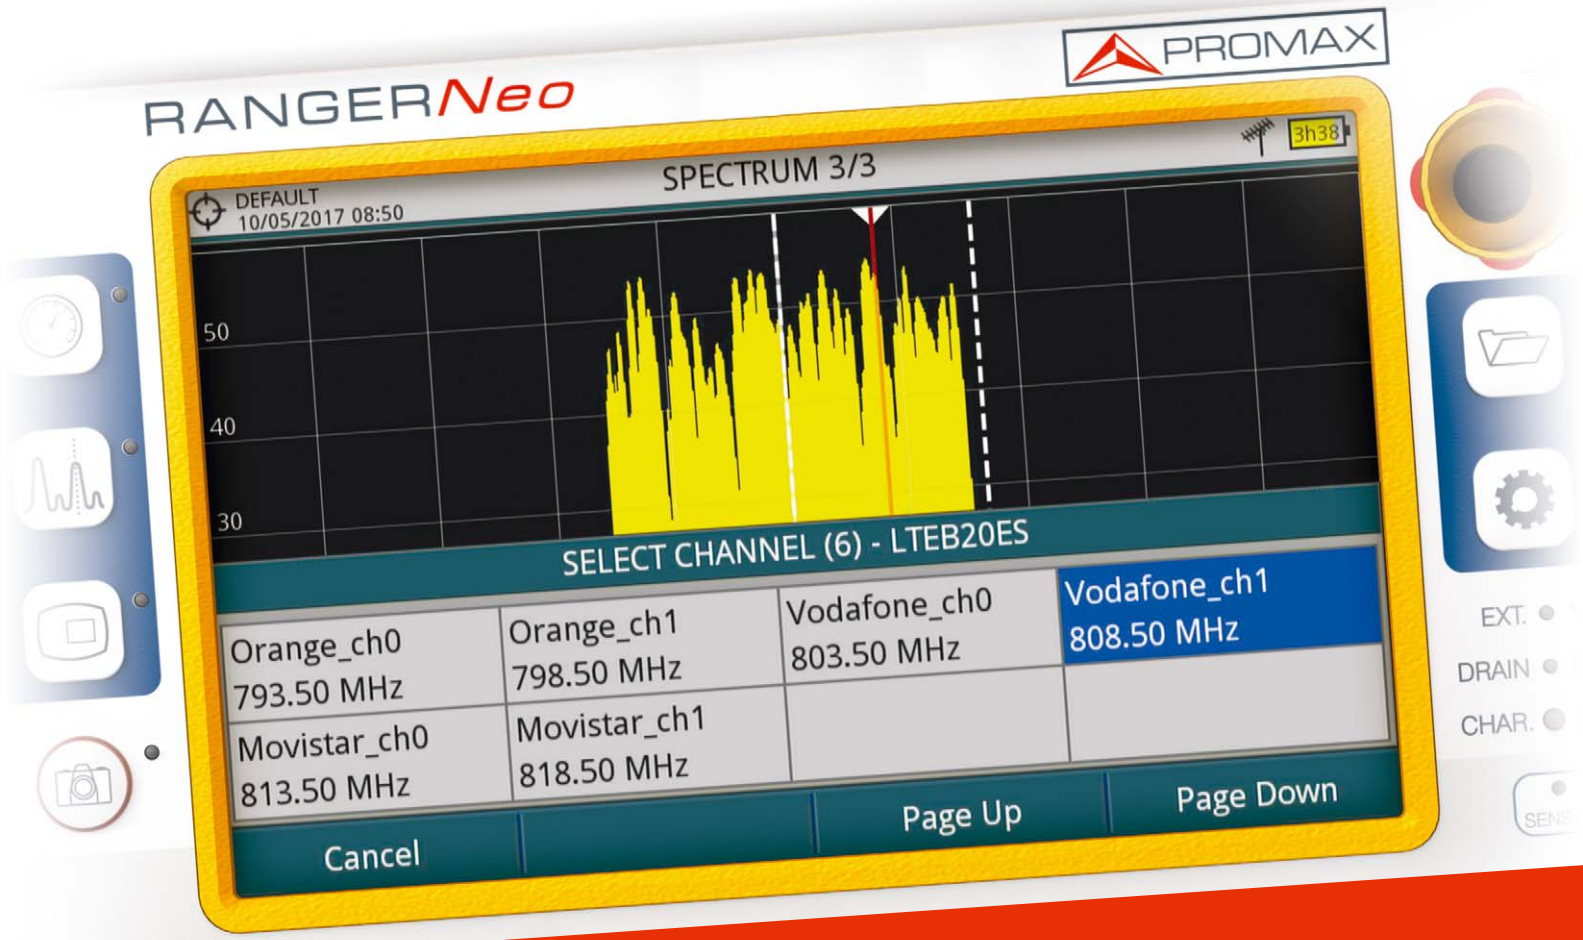 RANGERNeo
PROMAX
DEFAULT
10/05/2017 08:50
SPECTRUM 3/3
3h38
50
40
30
SELECT CHANNEL (6) - LTEB20ES
Orange_ch0
793.50 MHz
Orange_ch1
798.50 MHz
Vodafone_ch0
803.50 MHz
Vodafone_ch1
808.50 MHz
Movistar_ch0
813.50 MHz
Movistar_ch1
818.50 MHz
Cancel
Page Up
Page Down
EXT.
DRAIN
CHAR.